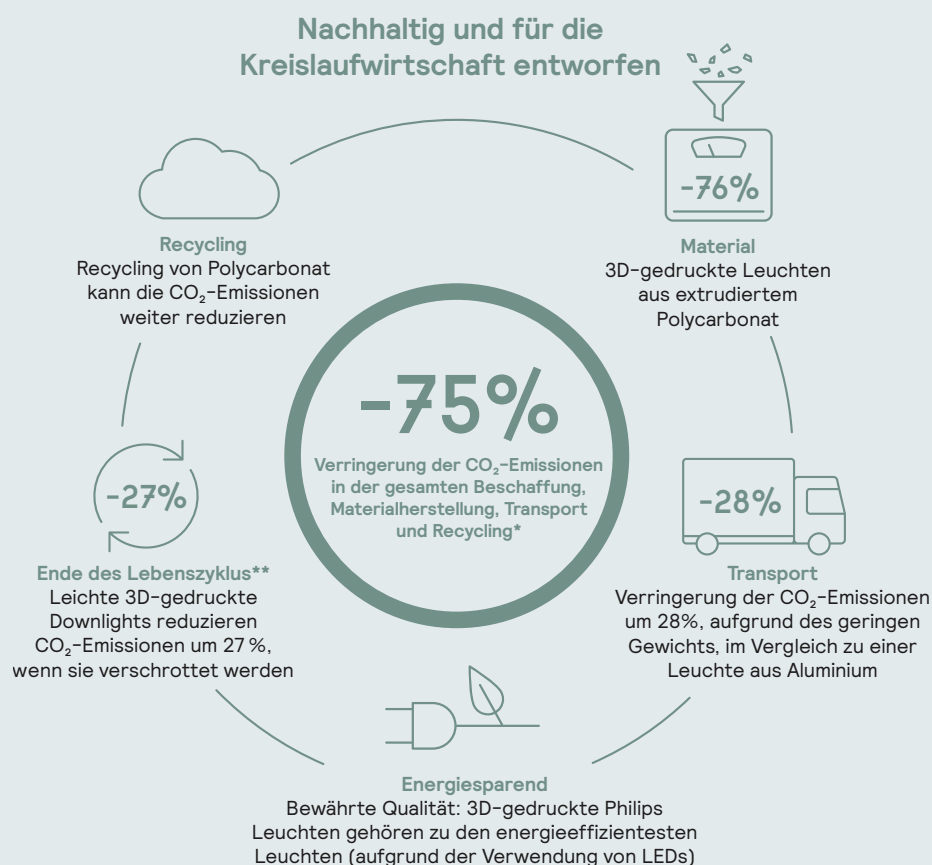 Nachhaltig und für die
Kreislaufwirtschaft entworfen
-76%
Material
3D-gedruckte Leuchten
aus extrudiertem
Polycarbonat
Recycling
Recycling von Polycarbonat
kann die CO₂-Emissionen
weiter reduzieren
-75%
Verringerung der CO₂-Emissionen
in der gesamten Beschaffung,
Materialherstellung, Transport
und Recycling*
-28%
Transport
Verringerung der CO₂-Emissionen
um 28%, aufgrund des geringen
Gewichts, im Vergleich zu einer
Leuchte aus Aluminium
-27%
Ende des Lebenszyklus**
Leichte 3D-gedruckte
Downlights reduzieren
CO₂-Emissionen um 27 %,
wenn sie verschrottet werden
Energiesparend
Bewährte Qualität: 3D-gedruckte Philips
Leuchten gehören zu den energieeffizientesten
Leuchten (aufgrund der Verwendung von LEDs)